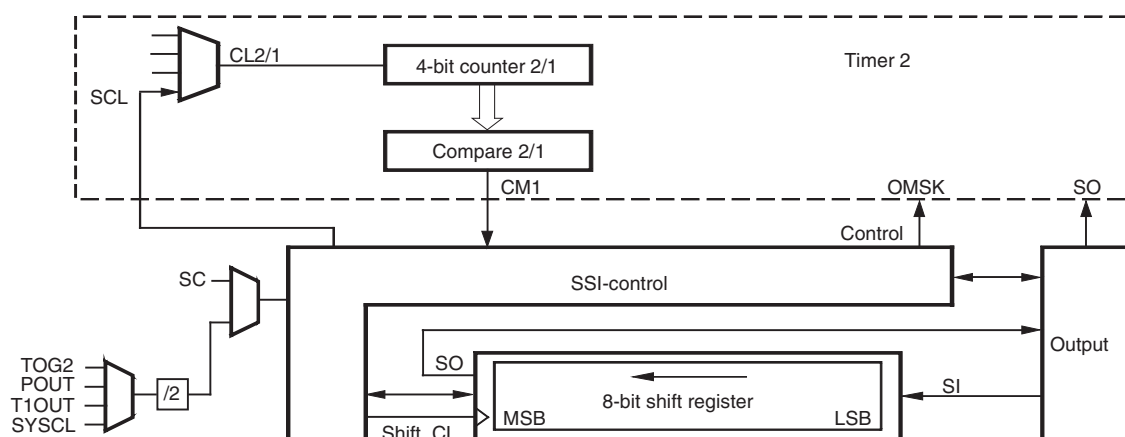 CL2/1
4-bit counter 2/1
Timer 2
SCL
Compare 2/1
CM1
OMSK
SO
Control
SC
SSI-control
TOG2
POUT
T1OUT
SYSCL
/2
SO
Output
SI
8-bit shift register
MSB
LSB
Shift_CL